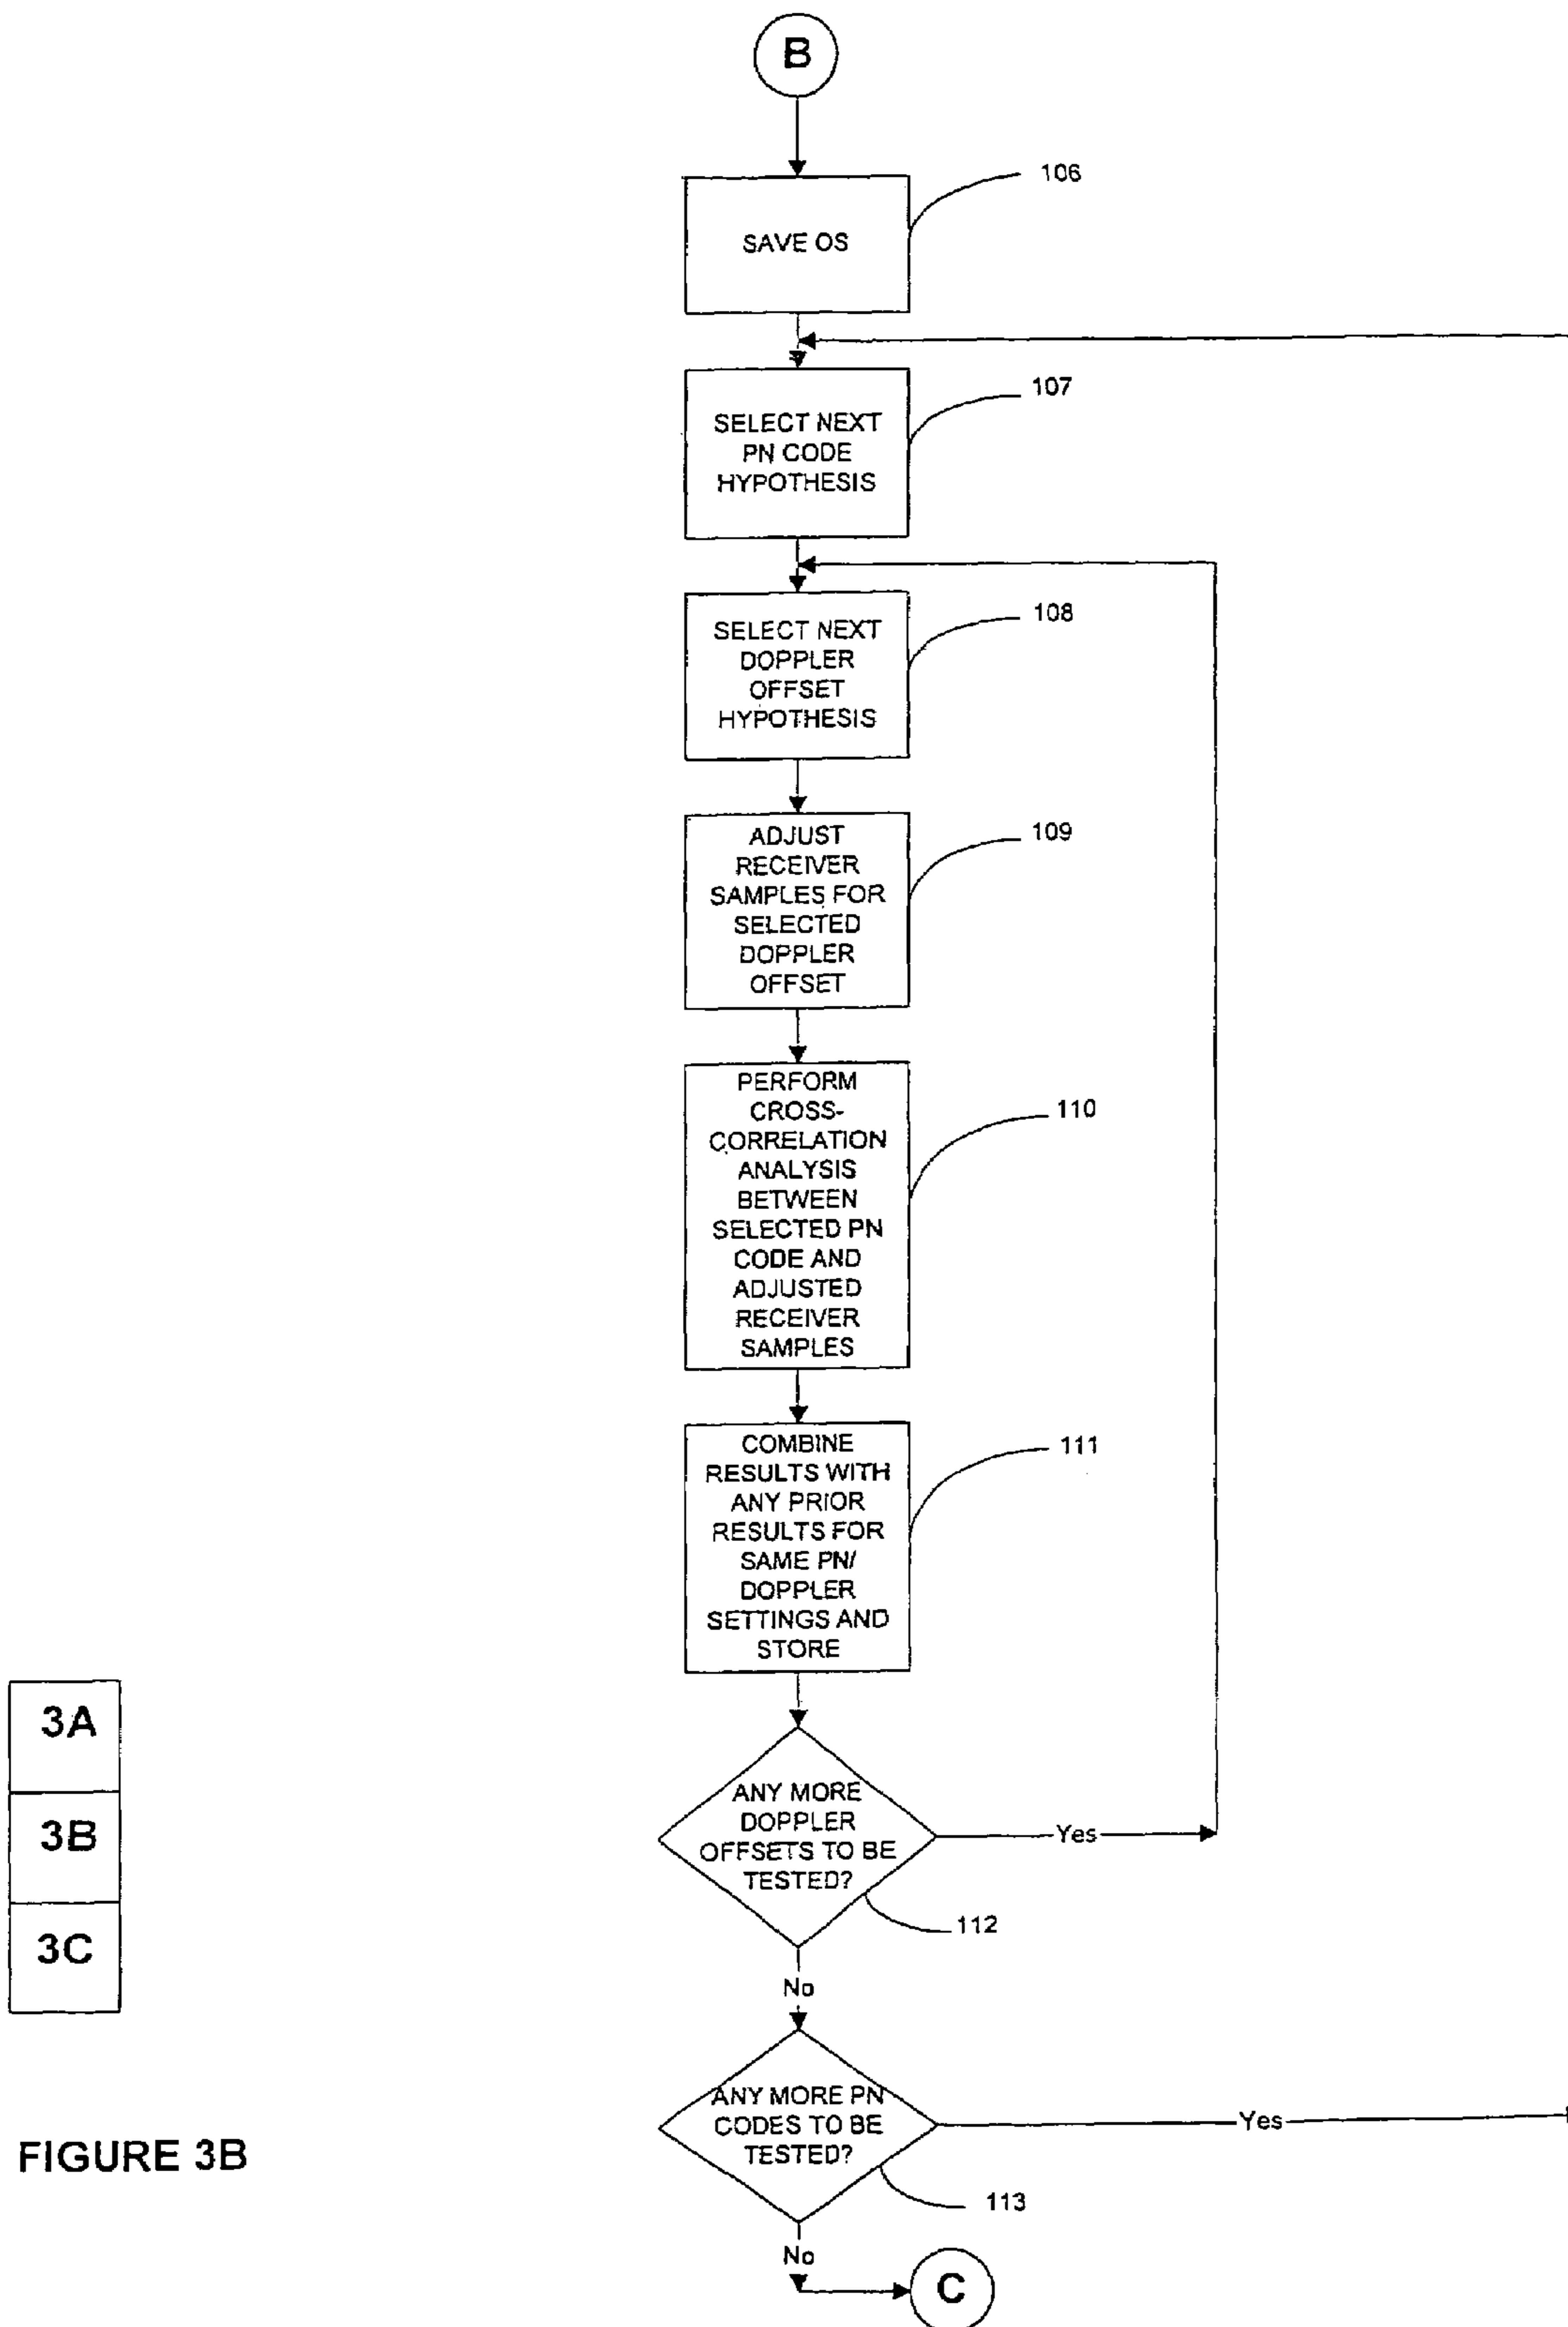 B
106
SAVE OS
107
SELECT NEXT
PN CODE
HYPOTHESIS
108
SELECT NEXT
DOPPLER
OFFSET
HYPOTHESIS
109
ADJUST
RECEIVER
SAMPLES FOR
SELECTED
DOPPLER
OFFSET
110
PERFORM
CROSS-
CORRELATION
ANALYSIS
BETWEEN
SELECTED PN
CODE AND
ADJUSTED
RECEIVER
SAMPLES
111
COMBINE
RESULTS WITH
ANY PRIOR
RESULTS FOR
SAME PN/
DOPPLER
SETTINGS AND
STORE
ANY MORE
DOPPLER
OFFSETS TO BE
TESTED?
Yes
112
No
ANY MORE PN
CODES TO BE
TESTED?
Yes
113
No
C
3A
3B
3C
FIGURE 3B